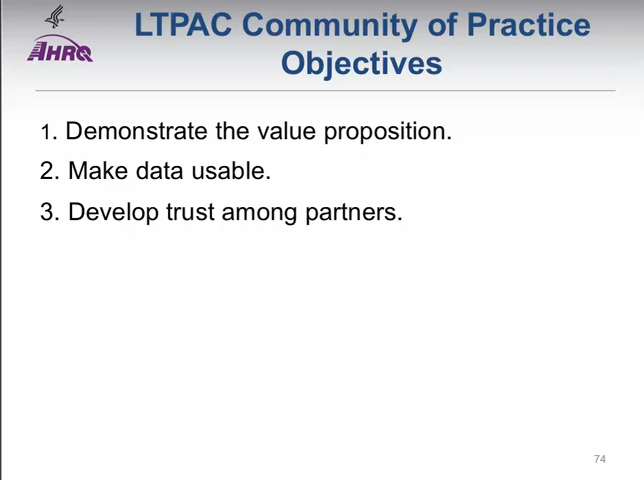 LTPAC Community of Practice
Objectives
AHRQ
1. Demonstrate the value proposition.
2. Make data usable.
3. Develop trust among partners.
74